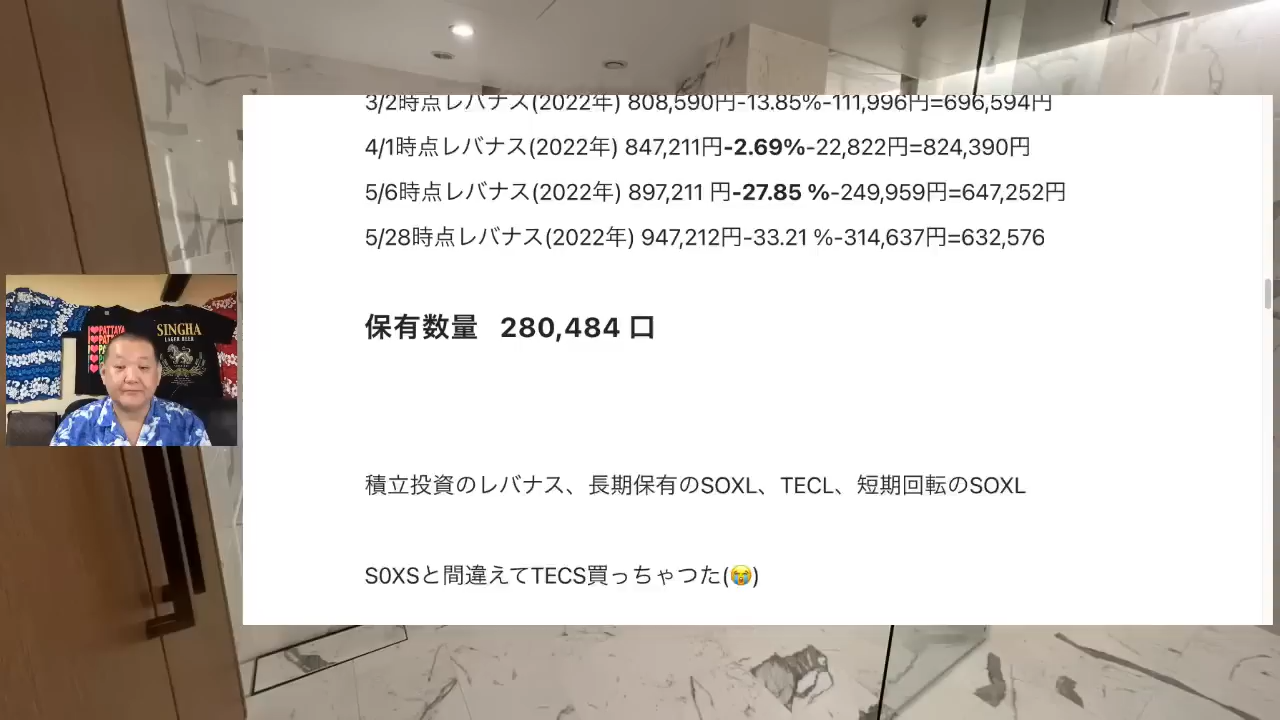 3/2時点レバナス(2022年) 808,590円-13.85%-111,996円=696,594円
4/1時点レバナス(2022年) 847,211円-2.69%-22,822円=824,390円
5/6時点レバナス(2022年) 897,211 円-27.85 %-249,959円=647,252円
5/28時点レバナス(2022年) 947,212円-33.21 %-314,637円=632,576
保有数量 280,484 口
積立投資のレバナス、長期保有のSOXL、TECL、短期回転のSOXL
S0XSと間違えてTECS買っちゃつた(😭)
SINGHA
LAGER BEER
I❤PATTAYA